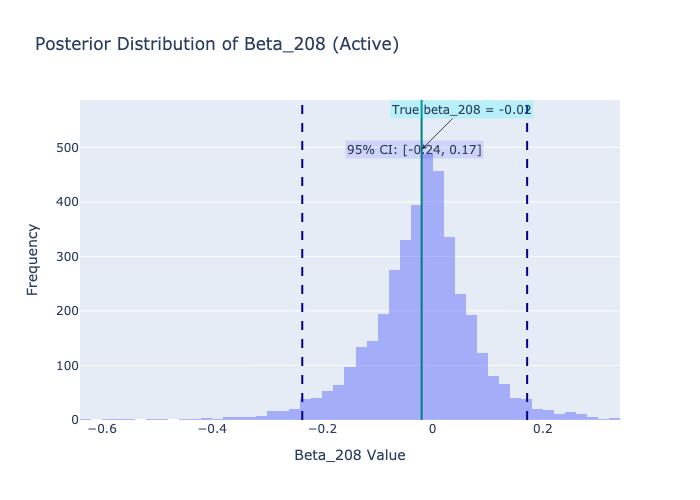 Posterior Distribution of Beta_208 (Active)
True beta_208 = -0.02
95% CI: [-0.24, 0.17]
500
400
300
200
100
0
Frequency
−0.6
−0.4
−0.2
0
0.2
Beta_208 Value